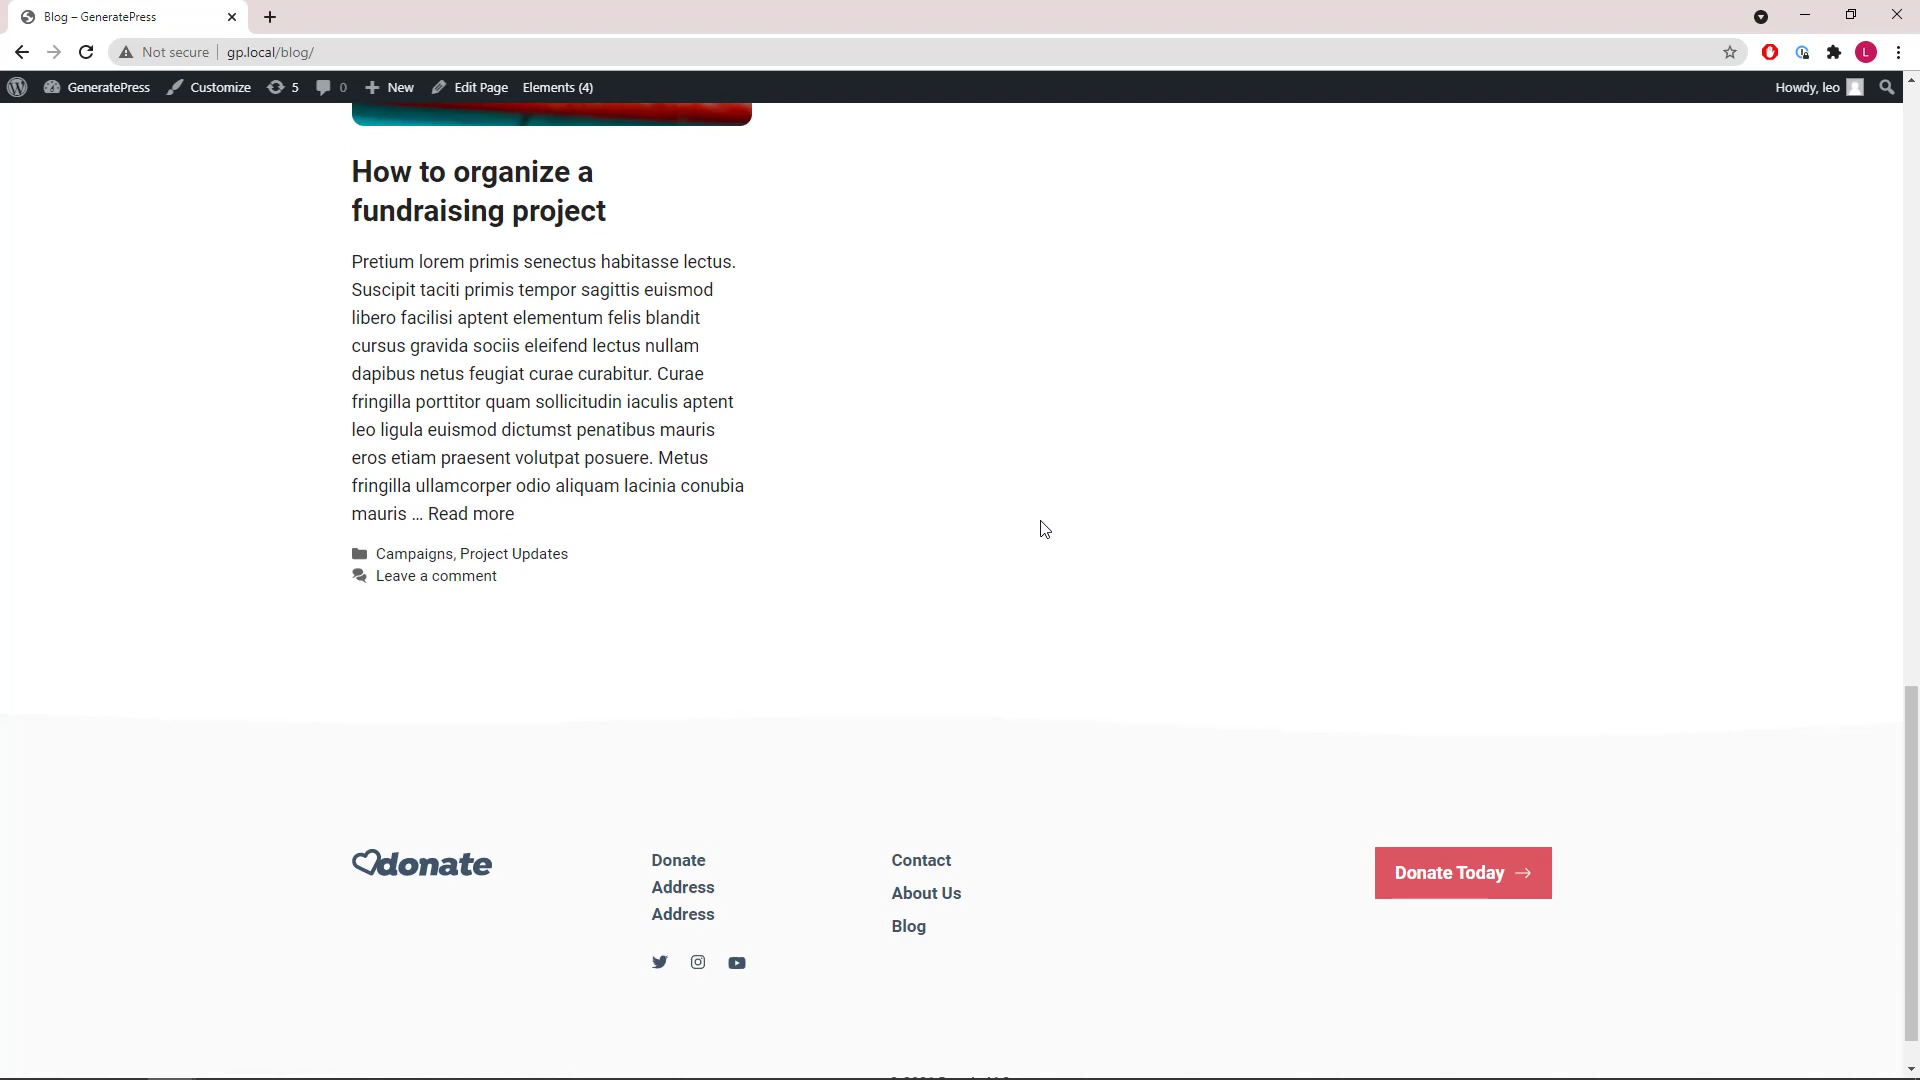 Blog – GeneratePress
Not secure gp.local/blog/
L
GeneratePress Customize 5 0 New Edit Page Elements (4) Howdy, leo
How to organize a
fundraising project
Pretium lorem primis senectus habitasse lectus.
Suscipit taciti primis tempor sagittis euismod
libero facilisi aptent elementum felis blandit
cursus gravida sociis eleifend lectus nullam
dapibus netus feugiat curae curabitur. Curae
fringilla porttitor quam sollicitudin iaculis aptent
leo ligula euismod dictumst penatibus mauris
eros etiam praesent volutpat posuere. Metus
fringilla ullamcorper odio aliquam lacinia conubia
mauris … Read more
Campaigns, Project Updates
Leave a comment
donate
Donate
Address
Address
Contact
About Us
Blog
Donate Today →